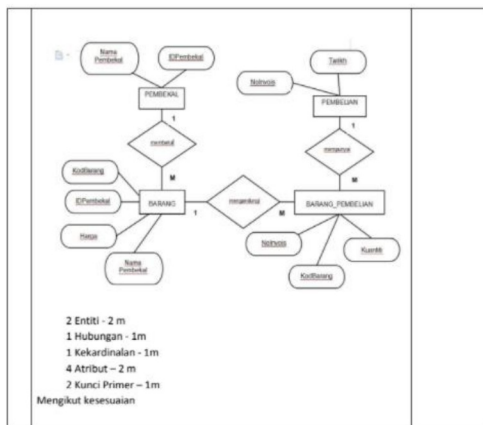 Nama
Pembekal
IDPembekal
Tarikh
NoInvois
PEMBEKAL
PEMBELIAN
1
1
membekal
mempunyai
M
M
KodBarang
IDPembekal
BARANG
BARANG_PEMBELIAN
1
M
Harga
Nama
Pembekal
NoInvois
Kuantiti
KodBarang
2 Entiti - 2 m
1 Hubungan - 1m
1 Kekardinalan - 1m
4 Atribut – 2 m
2 Kunci Primer – 1m
Mengikut kesesuaian